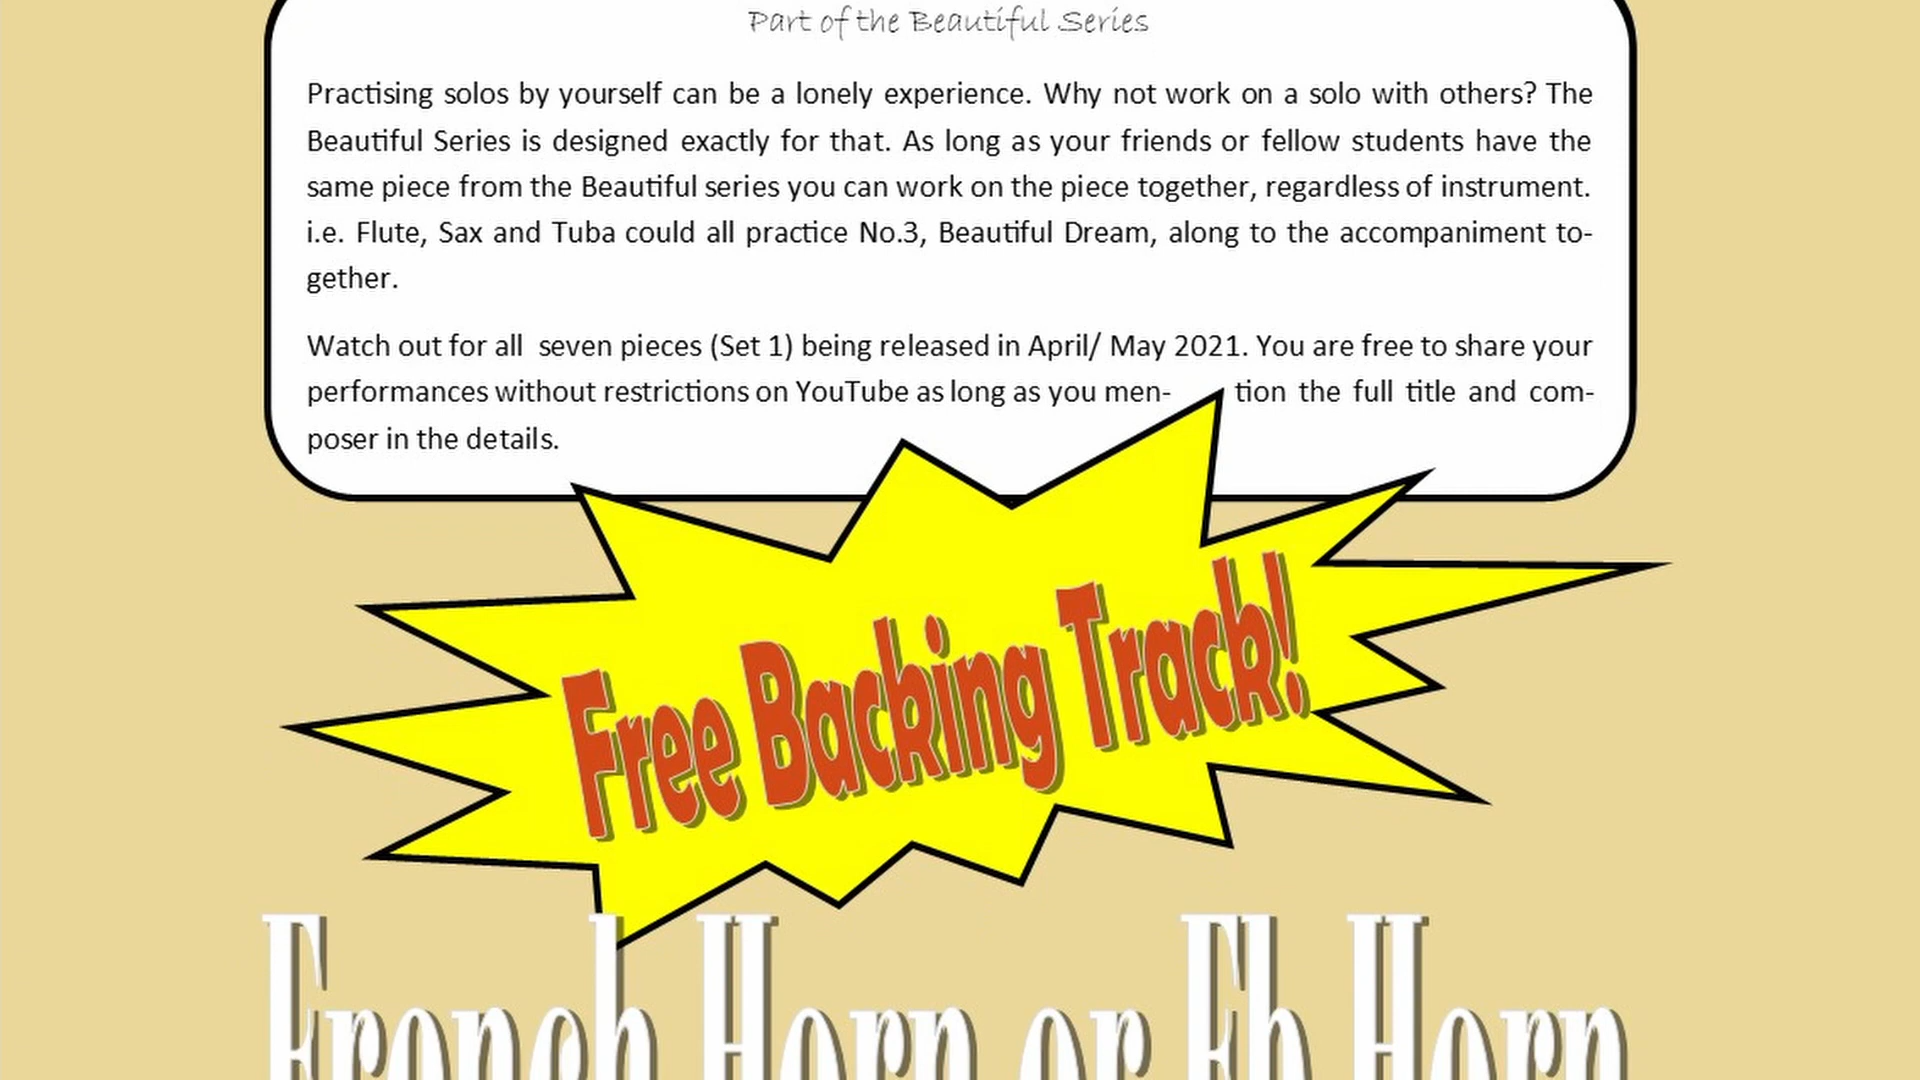 Part of the Beautiful Series
Practising solos by yourself can be a lonely experience. Why not work on a solo with others? The
Beautiful Series is designed exactly for that. As long as your friends or fellow students have the
same piece from the Beautiful series you can work on the piece together, regardless of instrument.
i.e. Flute, Sax and Tuba could all practice No.3, Beautiful Dream, along to the accompaniment to-
gether.
Watch out for all seven pieces (Set 1) being released in April/ May 2021. You are free to share your
performances without restrictions on YouTube as long as you men- tion the full title and com-
poser in the details.
Free Backing Track!
French Horn or Eb Horn